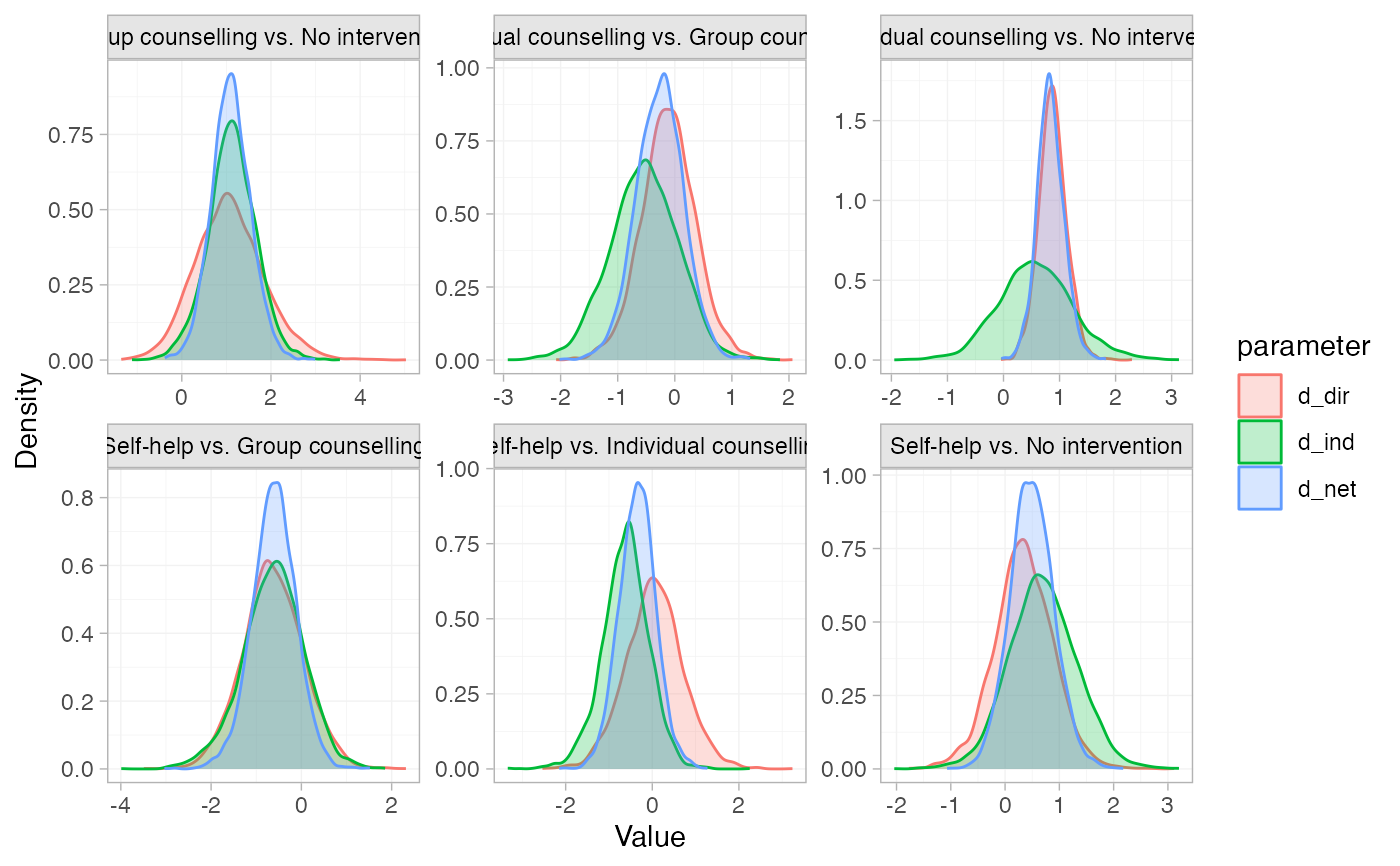 up counselling vs. No interven
ual counselling vs. Group coun
dual counselling vs. No interve
0.00
0.25
0.50
0.75
0 2 4
0.00
0.25
0.50
0.75
1.00
-3 -2 -1 0 1 2
0.0
0.5
1.0
1.5
-2 -1 0 1 2 3
Self-help vs. Group counselling
elf-help vs. Individual counsellin
Self-help vs. No intervention
0.0
0.2
0.4
0.6
0.8
-4 -2 0 2
0.00
0.25
0.50
0.75
1.00
-2 0 2
0.00
0.25
0.50
0.75
1.00
-2 -1 0 1 2 3
Density
Value
parameter
d_dir
d_ind
d_net